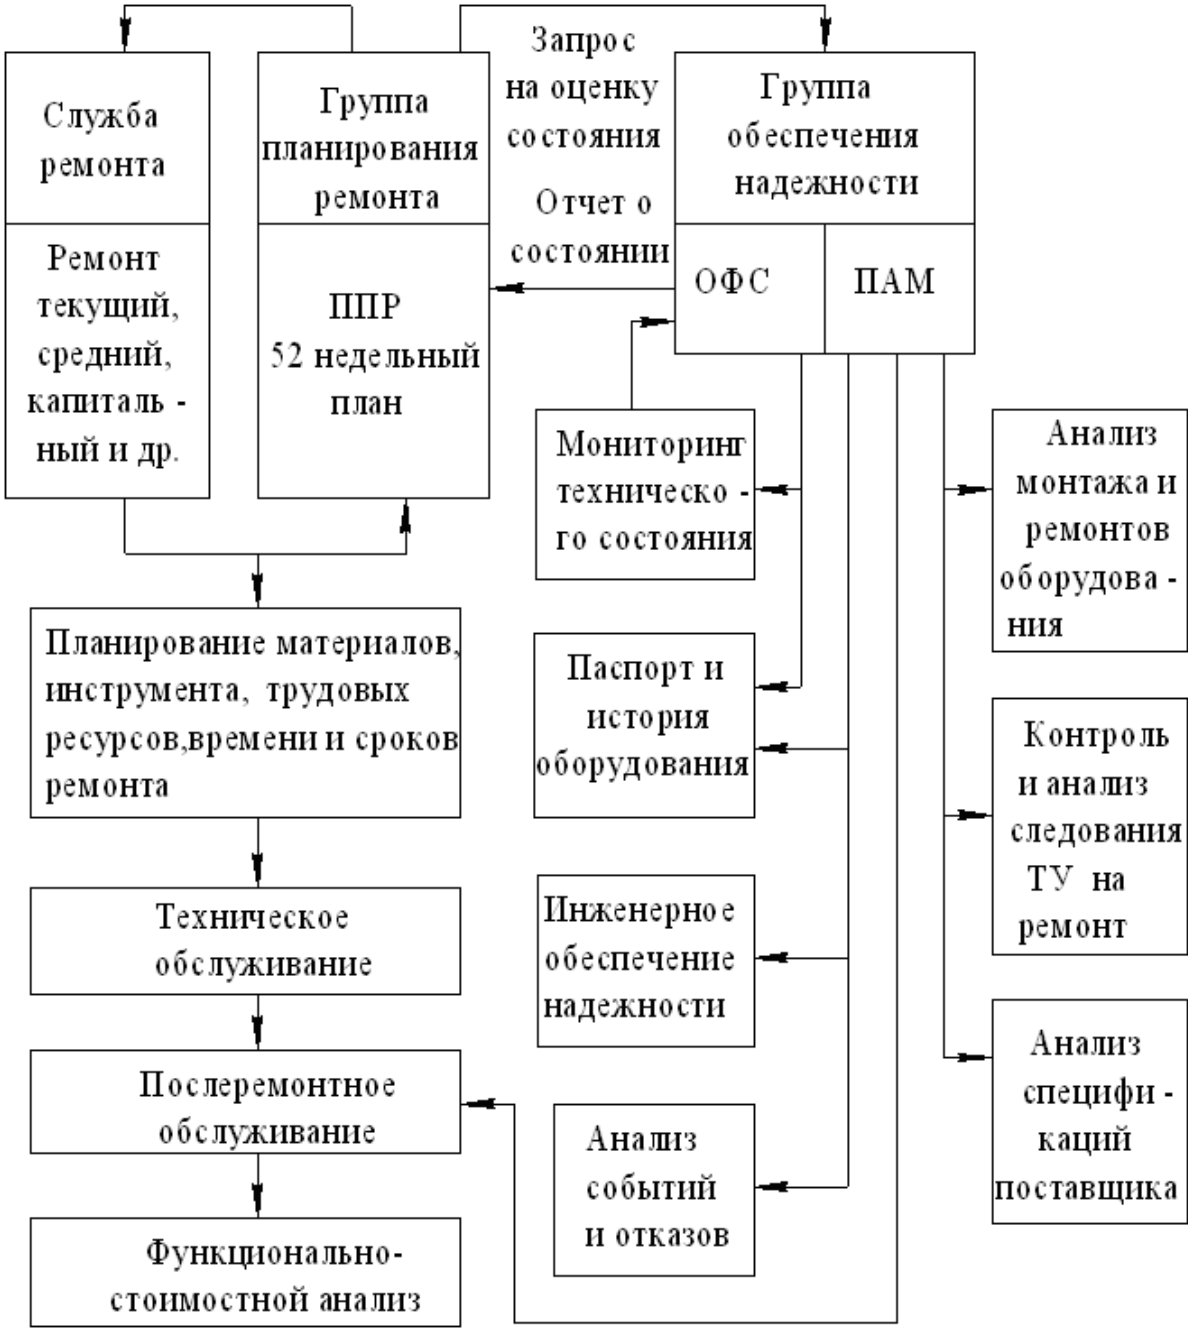 Служба
ремонта
Ремонт
текущий,
средний,
капиталь -
ный и др.
Группа
планирования
ремонта
ППР
52 недельный
план
Запрос
на оценку
состояния
Отчет о
состоянии
Группа
обеспечения
надежности
ОФС
ПАМ
Мониторинг
техническо -
го состояния
Паспорт и
история
оборудования
Инженерное
обеспечение
надежности
Анализ
событий
и отказов
Анализ
монтажа и
ремонтов
оборудова -
ния
Контроль
и анализ
следования
ТУ на
ремонт
Анализ
специфи -
каций
поставщика
Планирование материалов,
инструмента, трудовых
ресурсов,времени и сроков
ремонта
Техническое
обслуживание
Послеремонтное
обслуживание
Функционально-
стоимостной анализ